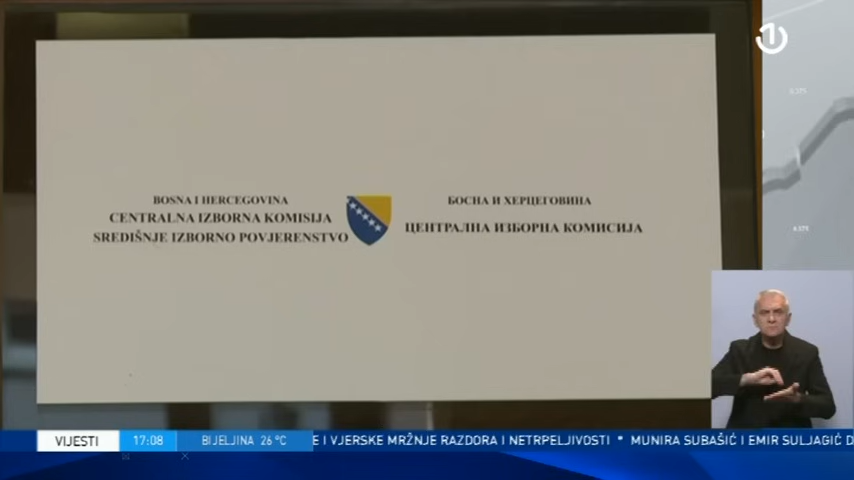 BOSNA I HERCEGOVINA
CENTRALNA IZBORNA KOMISIJA
SREDIŠNJE IZBORNO POVJERENSTVO
БОСНА И ХЕРЦЕГОВИНА
ЦЕНТРАЛНА ИЗБОРНА КОМИСИЈА
VIJESTI 17:08 BIJELJINA 26 °C E I VJERSKE MRŽNJE RAZDORA I NETRPELJIVOSTI * MUNIRA SUBAŠIĆ I EMIR SULJAGIĆ D